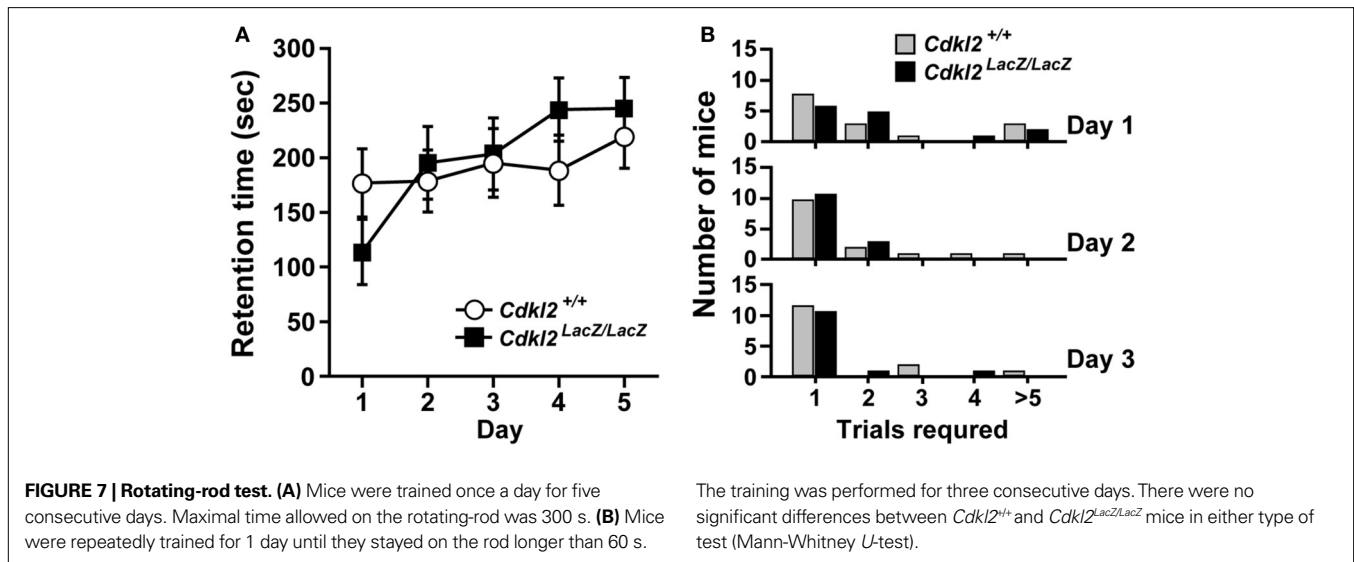 A
300
250
200
150
100
50
0
Retention time (sec)
Cdkl2 +/+
Cdkl2 LacZ/LacZ
1 2 3 4 5
Day
B
Cdkl2 +/+
Cdkl2 LacZ/LacZ
Number of mice
15
10
5
0
Day 1
15
10
5
0
Day 2
15
10
5
0
Day 3
1 2 3 4 >5
Trials requred
FIGURE 7 | Rotating-rod test. (A) Mice were trained once a day for five
consecutive days. Maximal time allowed on the rotating-rod was 300 s. (B) Mice
were repeatedly trained for 1 day until they stayed on the rod longer than 60 s.
The training was performed for three consecutive days. There were no
significant differences between Cdkl2+/+ and Cdkl2LacZ/LacZ mice in either type of
test (Mann-Whitney U-test).